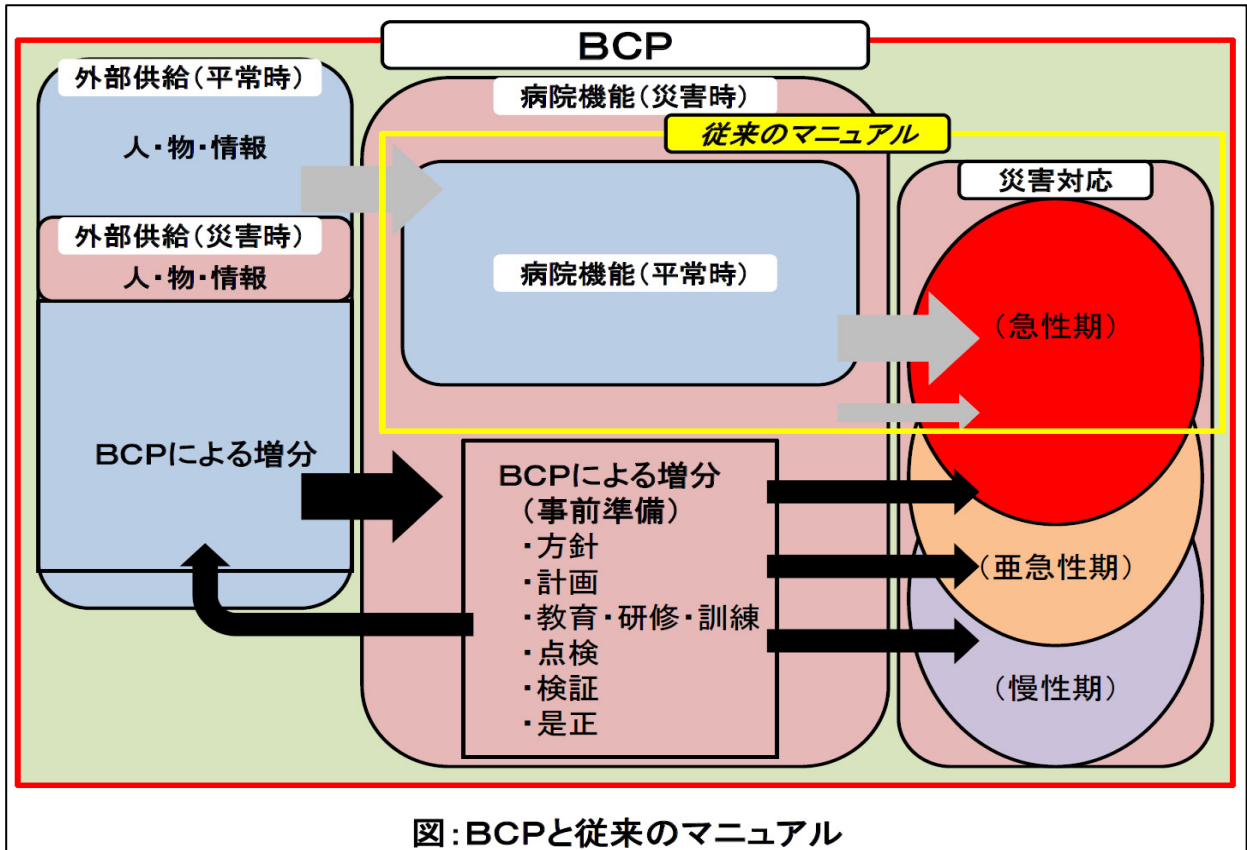 BCP
外部供給(平常時)
人・物・情報
外部供給(災害時)
人・物・情報
BCPによる増分
病院機能(災害時)
従来のマニュアル
病院機能(平常時)
BCPによる増分
(事前準備)
・方針
・計画
・教育・研修・訓練
・点検
・検証
・是正
災害対応
(急性期)
(亜急性期)
(慢性期)
図:BCPと従来のマニュアル